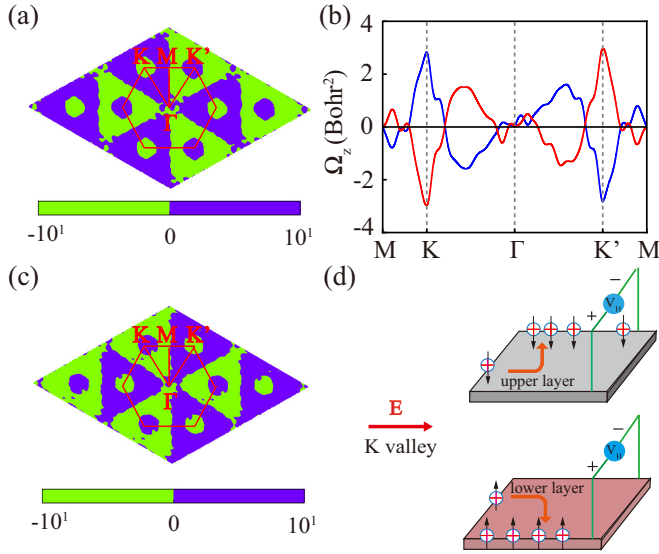 (a)
K M K'
Γ
-10¹ 0 10¹
(b)
Ω_z (Bohr²)
4
2
0
-2
-4
M K Γ K' M
(c)
K M K'
Γ
-10¹ 0 10¹
(d)
E
K valley
−
V_H
+
upper layer
−
V_H
+
lower layer